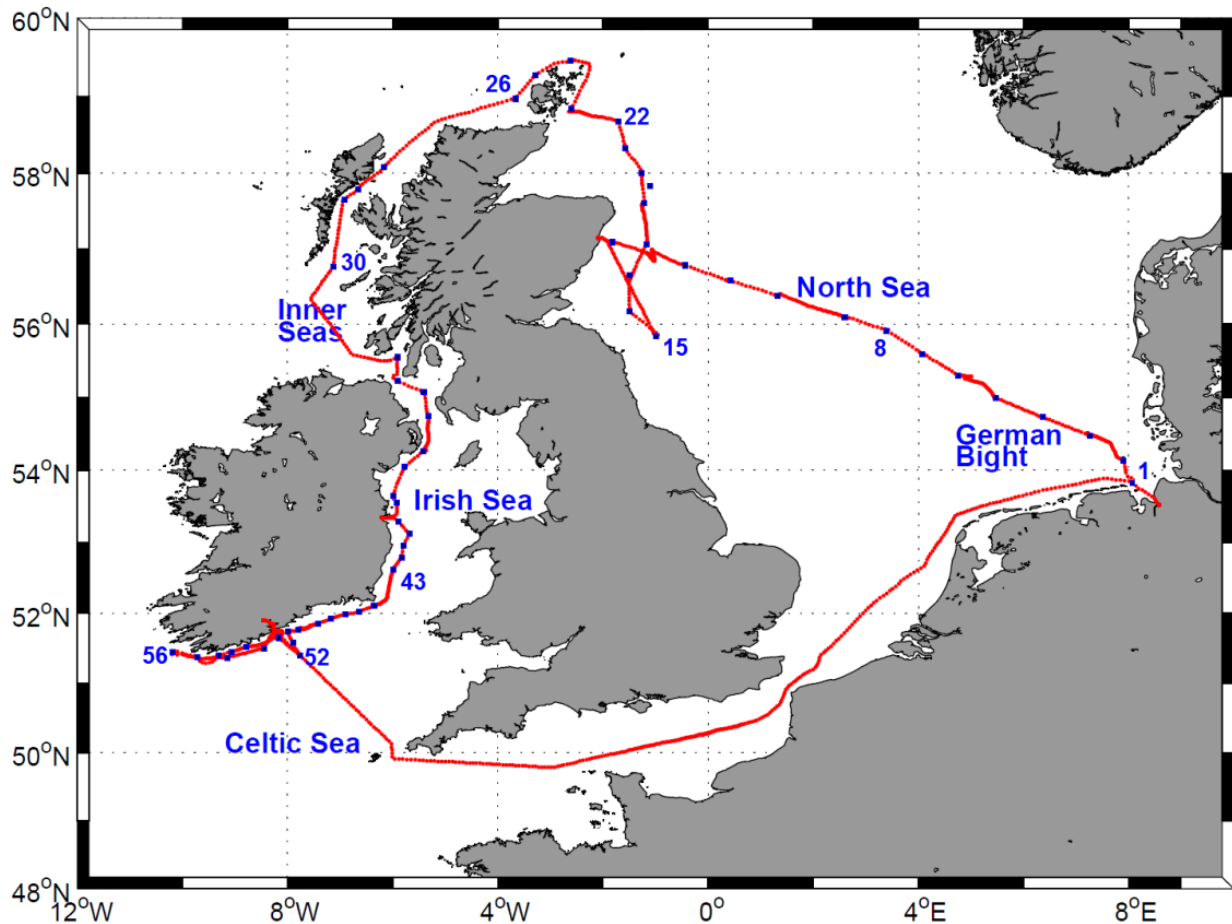 60°N
26
22
58°N
30
North Sea
Inner
Seas
56°N
15
8
German
Bight
54°N
1
Irish Sea
43
52°N
56
52
Celtic Sea
50°N
48°N
12°W
8°W
4°W
0°
4°E
8°E